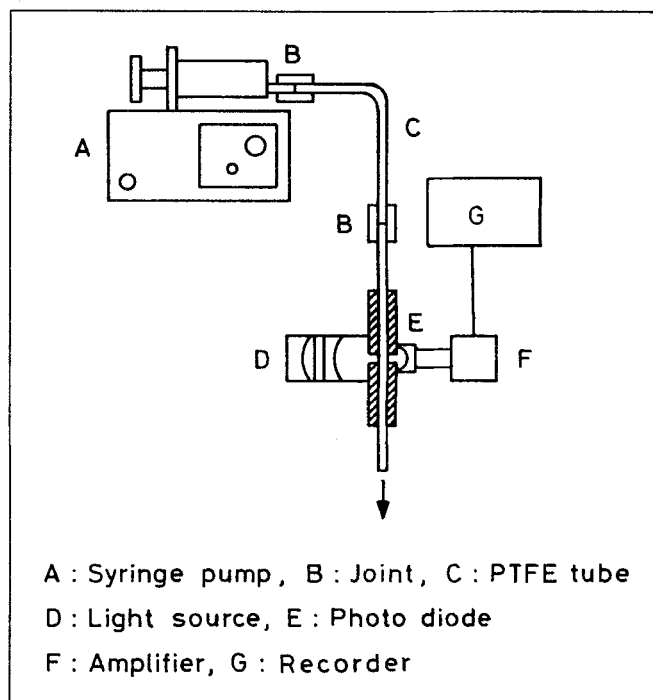 B
A
C
B
G
E
D
F
A : Syringe pump, B : Joint, C : PTFE tube
D : Light source, E : Photo diode
F : Amplifier, G : Recorder